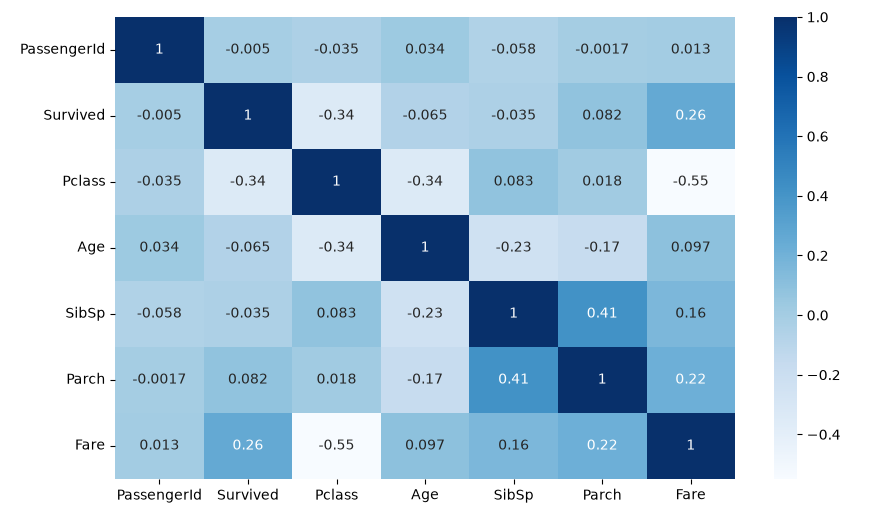 PassengerId 1 -0.005 -0.035 0.034 -0.058 -0.0017 0.013
Survived -0.005 1 -0.34 -0.065 -0.035 0.082 0.26
Pclass -0.035 -0.34 1 -0.34 0.083 0.018 -0.55
Age 0.034 -0.065 -0.34 1 -0.23 -0.17 0.097
SibSp -0.058 -0.035 0.083 -0.23 1 0.41 0.16
Parch -0.0017 0.082 0.018 -0.17 0.41 1 0.22
Fare 0.013 0.26 -0.55 0.097 0.16 0.22 1
PassengerId Survived Pclass Age SibSp Parch Fare
1.0
0.8
0.6
0.4
0.2
0.0
−0.2
−0.4